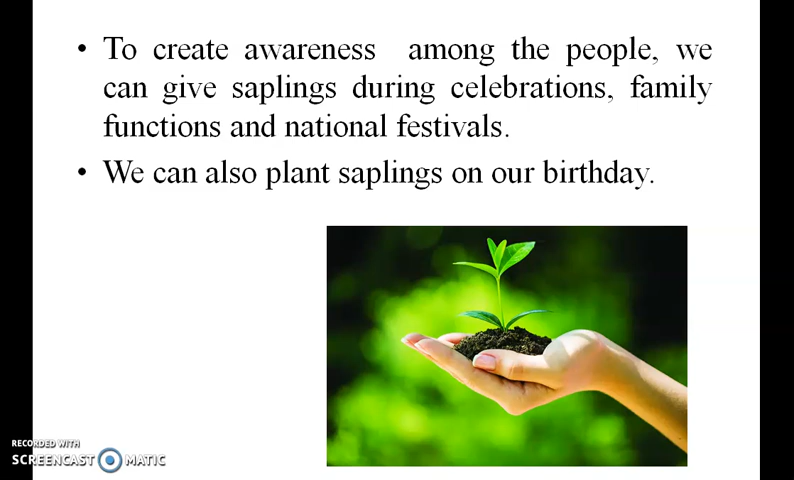 • To create awareness among the people, we
can give saplings during celebrations, family
functions and national festivals.
• We can also plant saplings on our birthday.
RECORDED WITH
SCREENCAST MATIC